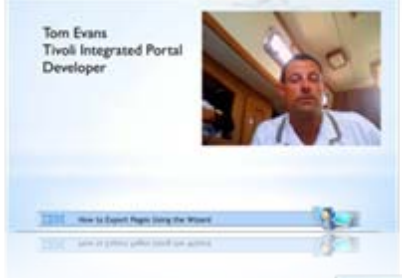 Tom Evans
Tivoli Integrated Portal
Developer
IBM How to Export Pages Using the Wizard